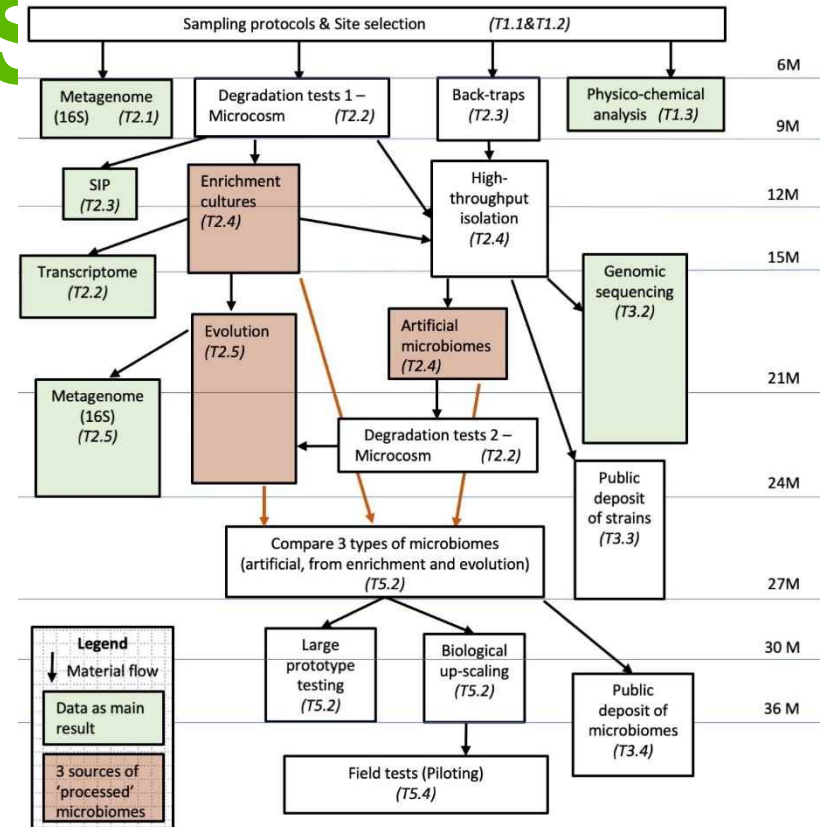 S
Sampling protocols & Site selection (T1.1&T1.2)
6M
Metagenome
(16S) (T2.1)
Degradation tests 1 –
Microcosm (T2.2)
Back-traps
(T2.3)
Physico-chemical
analysis (T1.3)
9M
SIP
(T2.3)
Enrichment
cultures
(T2.4)
High-
throughput
isolation
(T2.4)
12M
15M
Transcriptome
(T2.2)
Genomic
sequencing
(T3.2)
Evolution
(T2.5)
Artificial
microbiomes
(T2.4)
21M
Metagenome
(16S)
(T2.5)
Degradation tests 2 –
Microcosm (T2.2)
Public
deposit
of strains
(T3.3)
24M
Compare 3 types of microbiomes
(artificial, from enrichment and evolution)
(T5.2)
27M
Legend
Material flow
Data as main
result
3 sources of
'processed'
microbiomes
Large
prototype
testing
(T5.2)
Biological
up-scaling
(T5.2)
30 M
Public
deposit of
microbiomes
(T3.4)
36 M
Field tests (Piloting)
(T5.4)